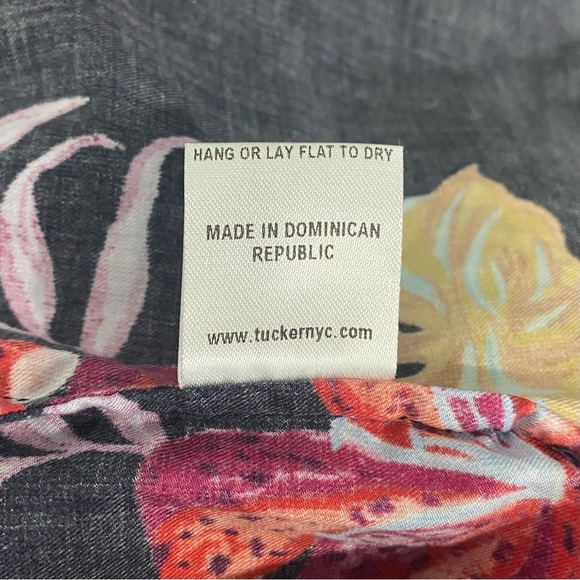 HANG OR LAY FLAT TO DRY
MADE IN DOMINICAN
REPUBLIC
www.tuckernyc.com